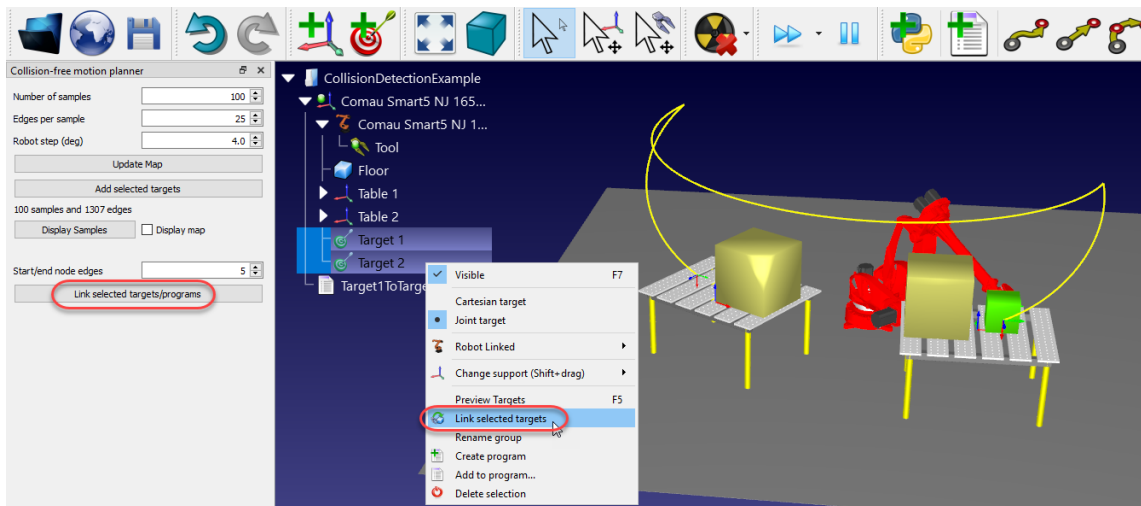 Collision-free motion planner
Number of samples 100
Edges per sample 25
Robot step (deg) 4.0
Update Map
Add selected targets
100 samples and 1307 edges
Display Samples Display map
Start/end node edges 5
Link selected targets/programs
CollisionDetectionExample
Comau Smart5 NJ 165...
Comau Smart5 NJ 1...
Tool
Floor
Table 1
Table 2
Target 1
Target 2
Target1ToTarge
Visible F7
Cartesian target
Joint target
Robot Linked
Change support (Shift+drag)
Preview Targets F5
Link selected targets
Rename group
Create program
Add to program...
Delete selection